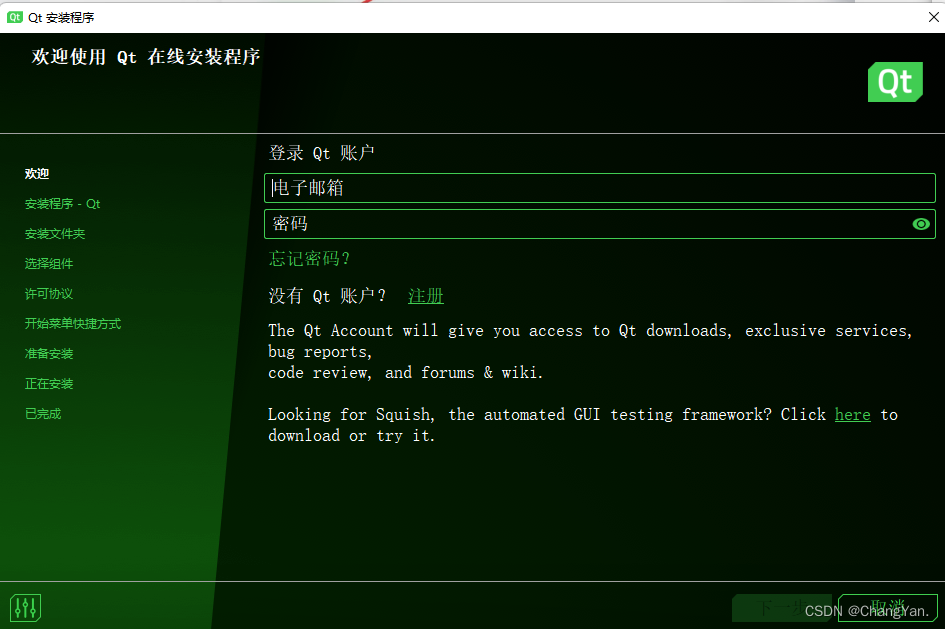 Qt Qt 安装程序
欢迎使用 Qt 在线安装程序
Qt
欢迎
安装程序 - Qt
安装文件夹
选择组件
许可协议
开始菜单快捷方式
准备安装
正在安装
已完成
登录 Qt 账户
电子邮箱
密码
忘记密码?
没有 Qt 账户? 注册
The Qt Account will give you access to Qt downloads, exclusive services,
bug reports,
code review, and forums & wiki.
Looking for Squish, the automated GUI testing framework? Click here to
download or try it.
下一步
取消
CSDN @ChangYan.